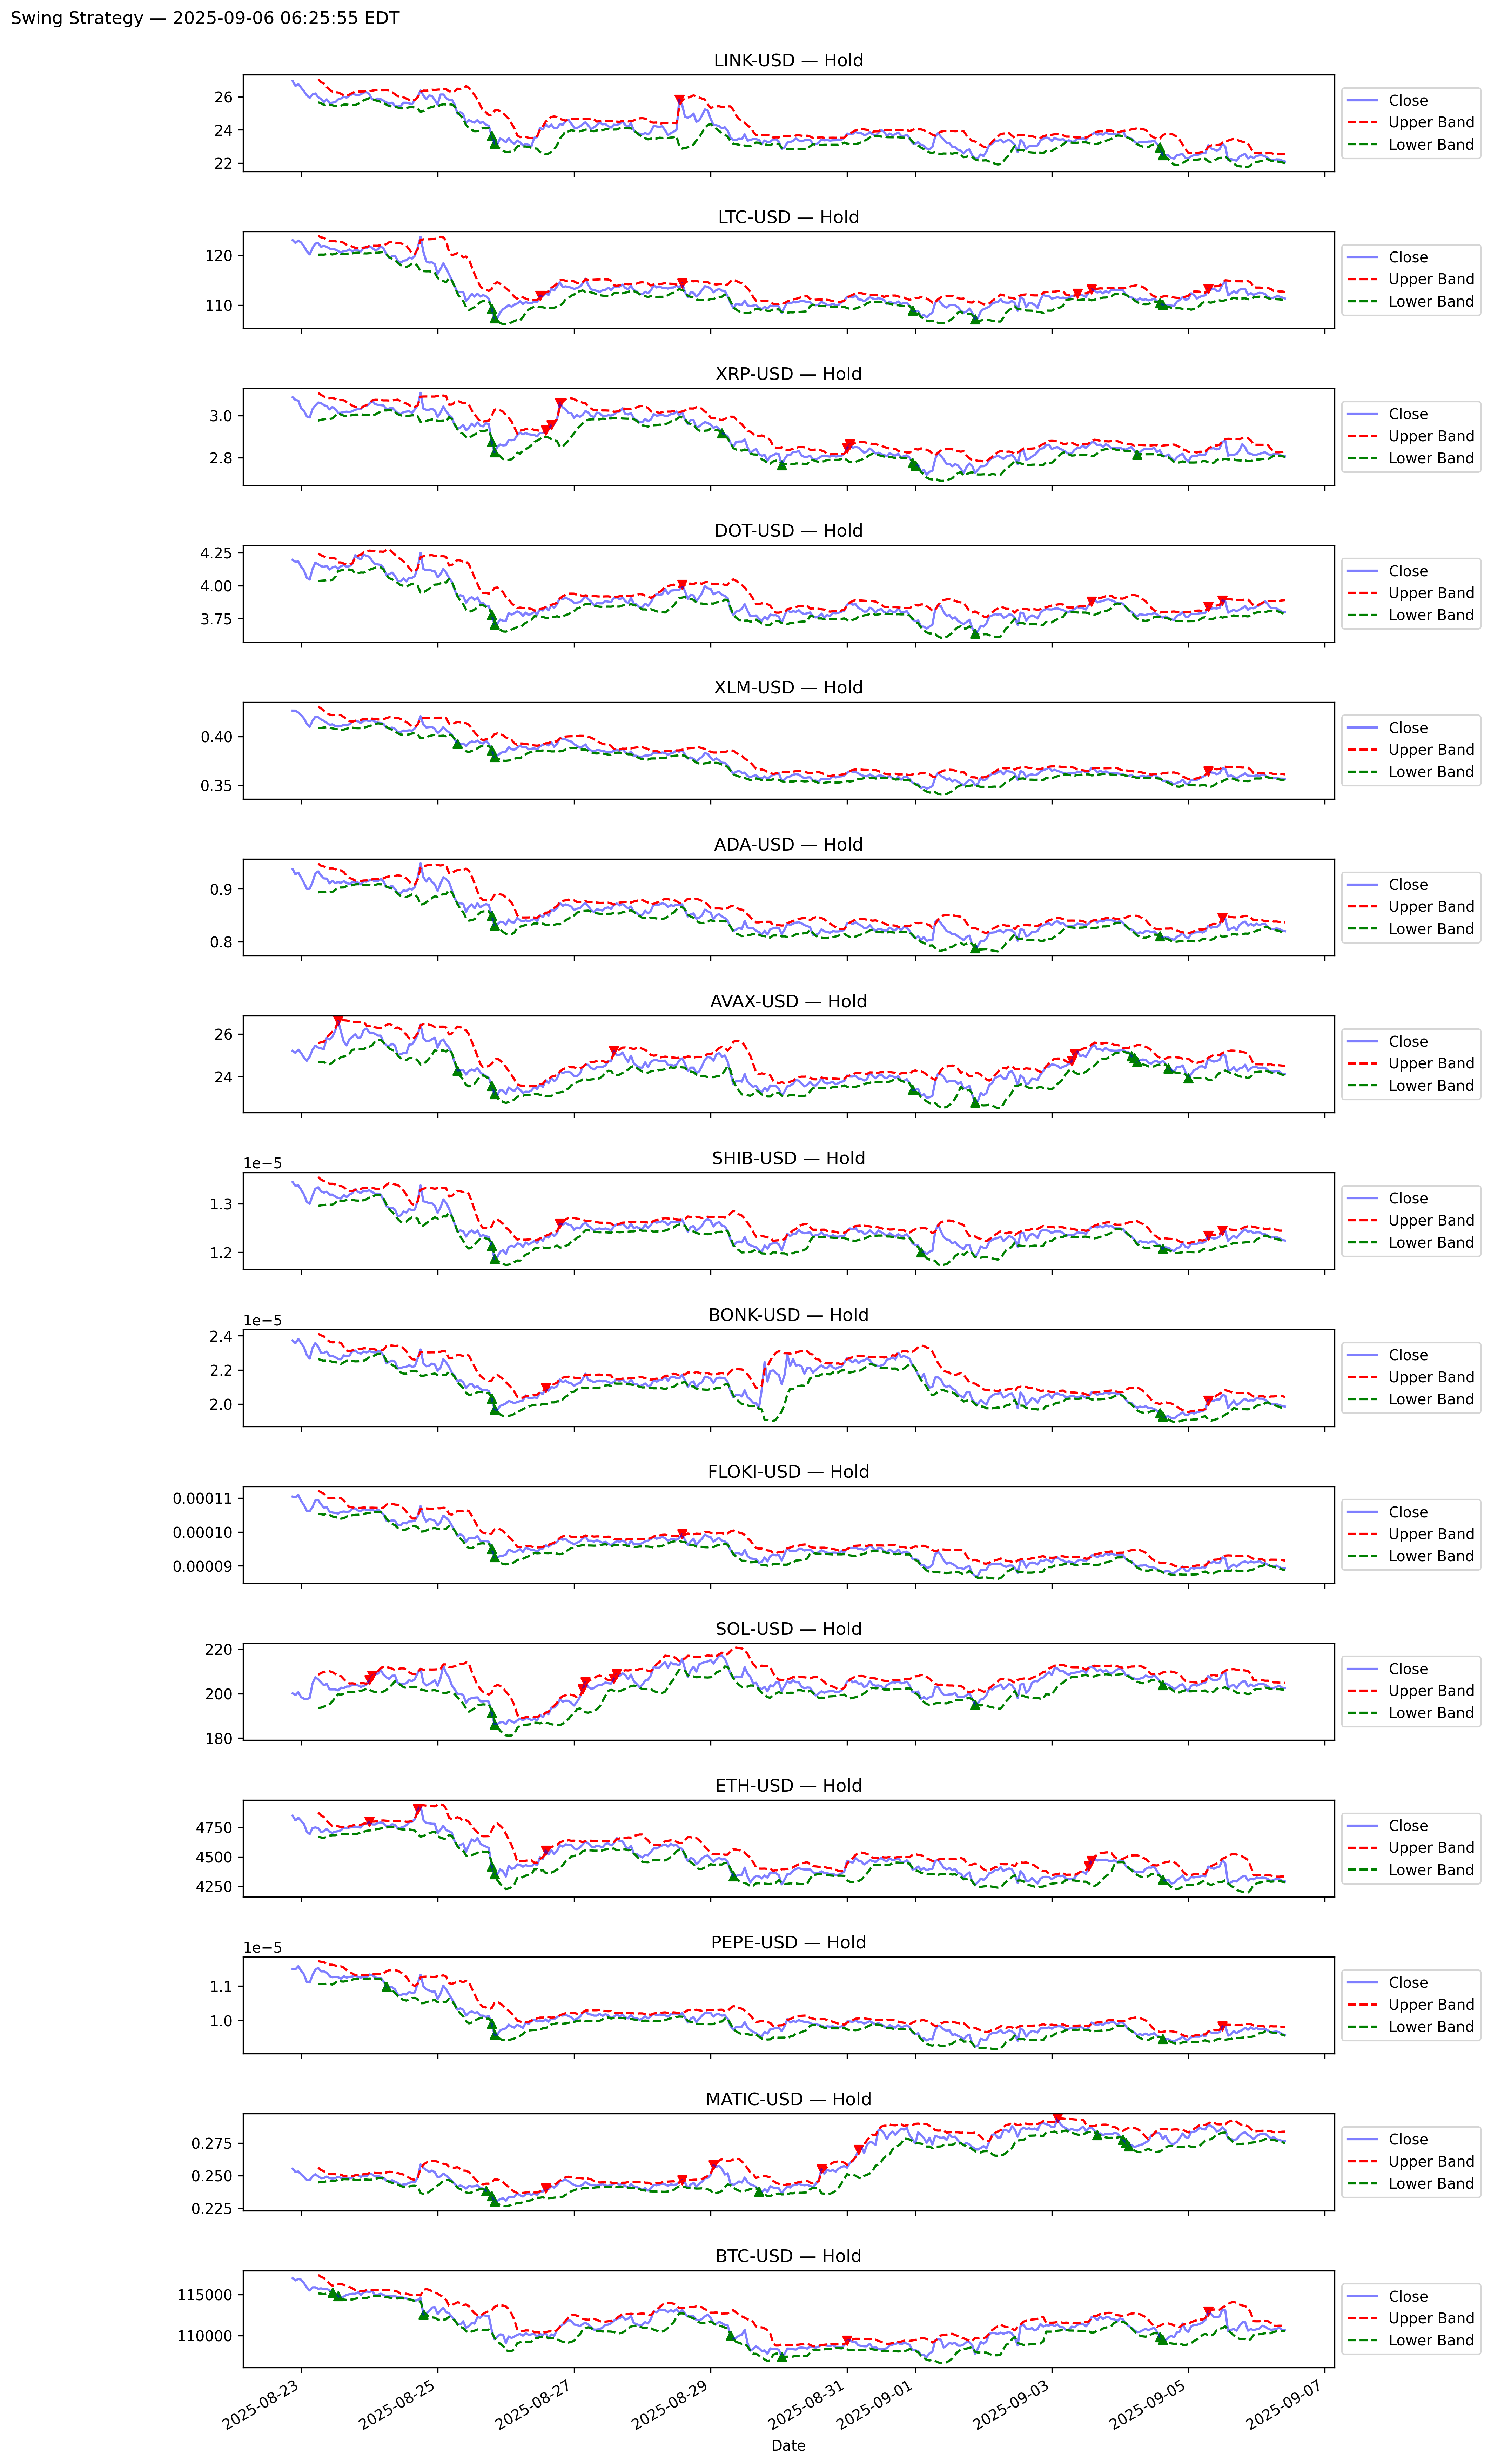 Swing Strategy — 2025-09-06 06:25:55 EDT
LINK-USD — Hold
26
24
22
Close
Upper Band
Lower Band
LTC-USD — Hold
120
110
Close
Upper Band
Lower Band
XRP-USD — Hold
3.0
2.8
Close
Upper Band
Lower Band
DOT-USD — Hold
4.25
4.00
3.75
Close
Upper Band
Lower Band
XLM-USD — Hold
0.40
0.35
Close
Upper Band
Lower Band
ADA-USD — Hold
0.9
0.8
Close
Upper Band
Lower Band
AVAX-USD — Hold
26
24
Close
Upper Band
Lower Band
SHIB-USD — Hold
1e−5
1.3
1.2
Close
Upper Band
Lower Band
BONK-USD — Hold
1e−5
2.4
2.2
2.0
Close
Upper Band
Lower Band
FLOKI-USD — Hold
0.00011
0.00010
0.00009
Close
Upper Band
Lower Band
SOL-USD — Hold
220
200
180
Close
Upper Band
Lower Band
ETH-USD — Hold
4750
4500
4250
Close
Upper Band
Lower Band
PEPE-USD — Hold
1e−5
1.1
1.0
Close
Upper Band
Lower Band
MATIC-USD — Hold
0.275
0.250
0.225
Close
Upper Band
Lower Band
BTC-USD — Hold
115000
110000
Close
Upper Band
Lower Band
2025-08-23
2025-08-25
2025-08-27
2025-08-29
2025-08-31
2025-09-01
2025-09-03
2025-09-05
2025-09-07
Date